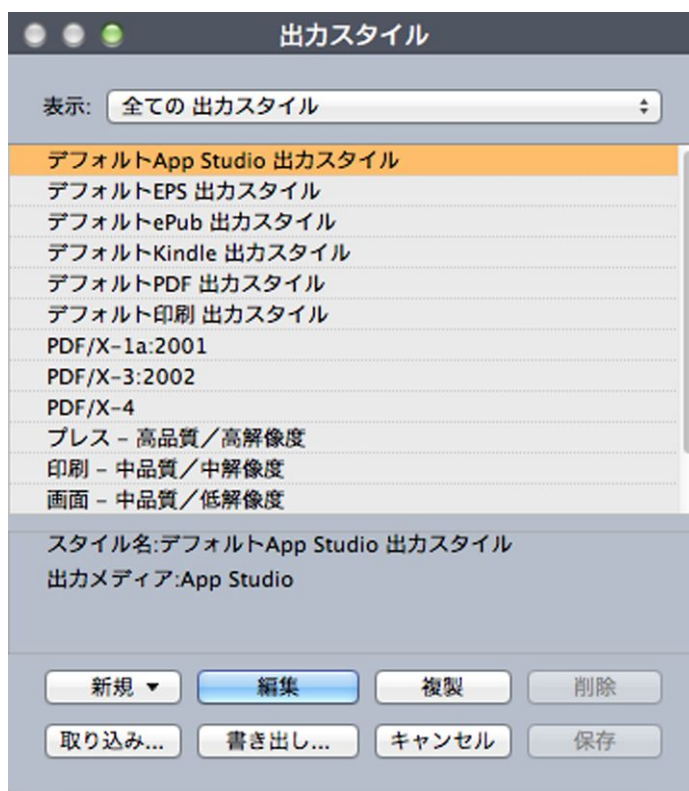 出力スタイル
表示: 全ての 出力スタイル
デフォルトApp Studio 出力スタイル
デフォルトEPS 出力スタイル
デフォルトePub 出力スタイル
デフォルトKindle 出力スタイル
デフォルトPDF 出力スタイル
デフォルト印刷 出力スタイル
PDF/X-1a:2001
PDF/X-3:2002
PDF/X-4
プレス – 高品質／高解像度
印刷 – 中品質／中解像度
画面 – 中品質／低解像度
スタイル名:デフォルトApp Studio 出力スタイル
出力メディア:App Studio
新規 編集 複製 削除
取り込み... 書き出し... キャンセル 保存